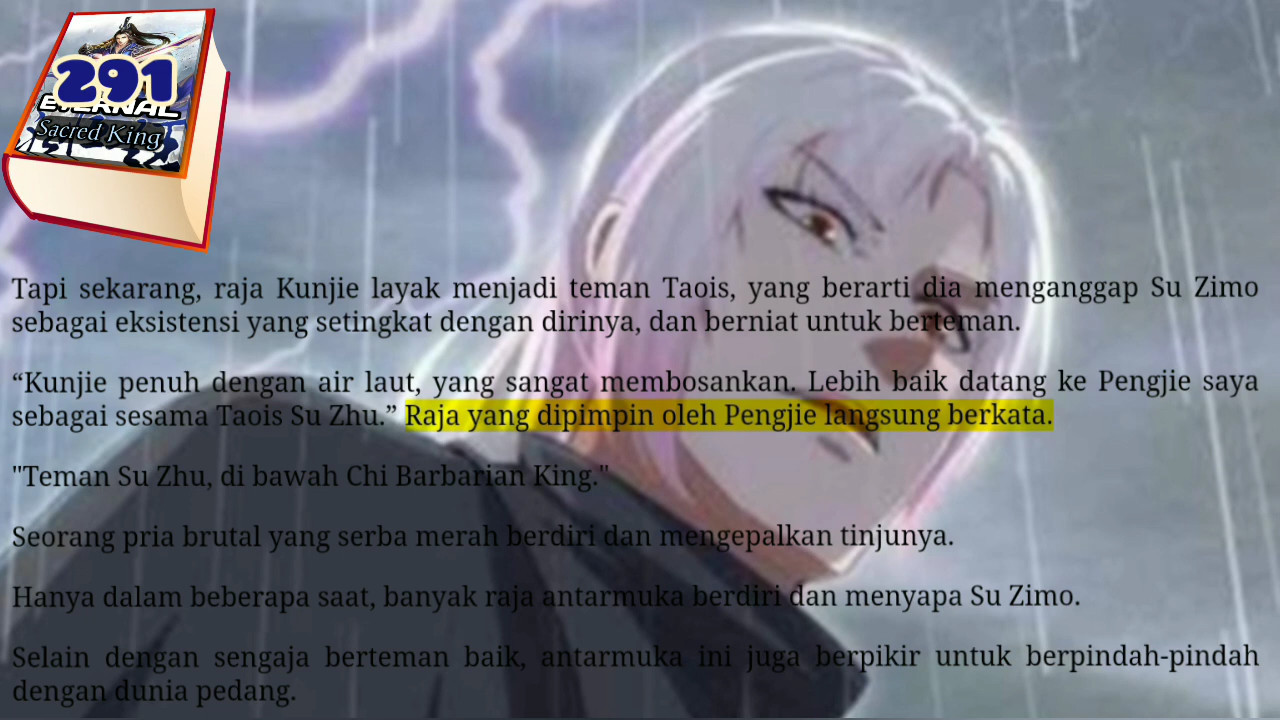 291
ETERNAL
Sacred King
Tapi sekarang, raja Kunjie layak menjadi teman Taois, yang berarti dia menganggap Su Zimo
sebagai eksistensi yang setingkat dengan dirinya, dan berniat untuk berteman.
“Kunjie penuh dengan air laut, yang sangat membosankan. Lebih baik datang ke Pengjie saya
sebagai sesama Taois Su Zhu.” Raja yang dipimpin oleh Pengjie langsung berkata.
"Teman Su Zhu, di bawah Chi Barbarian King."
Seorang pria brutal yang serba merah berdiri dan mengepalkan tinjunya.
Hanya dalam beberapa saat, banyak raja antarmuka berdiri dan menyapa Su Zimo.
Selain dengan sengaja berteman baik, antarmuka ini juga berpikir untuk berpindah-pindah
dengan dunia pedang.